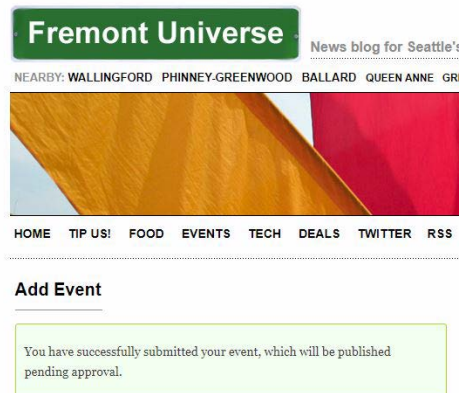 Fremont Universe
News blog for Seattle's
NEARBY: WALLINGFORD PHINNEY-GREENWOOD BALLARD QUEEN ANNE
HOME TIP US! FOOD EVENTS TECH DEALS TWITTER RSS
Add Event
You have successfully submitted your event, which will be published
pending approval.